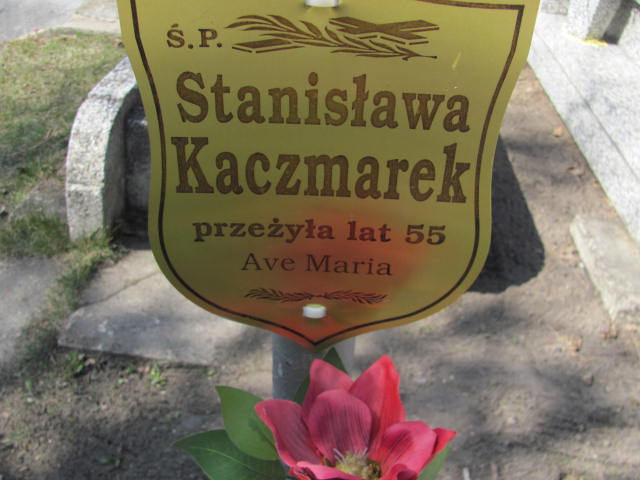 Ś.P.
Stanisława
Kaczmarek
przeżyła lat 55
Ave Maria